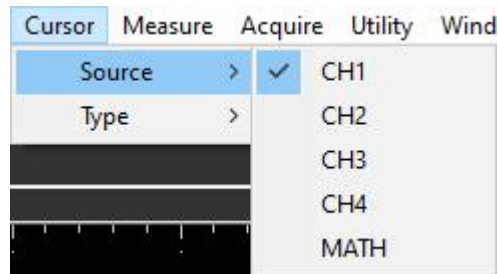 Cursor Measure Acquire Utility Wind
Source > ✓ CH1
Type > CH2
CH3
CH4
MATH